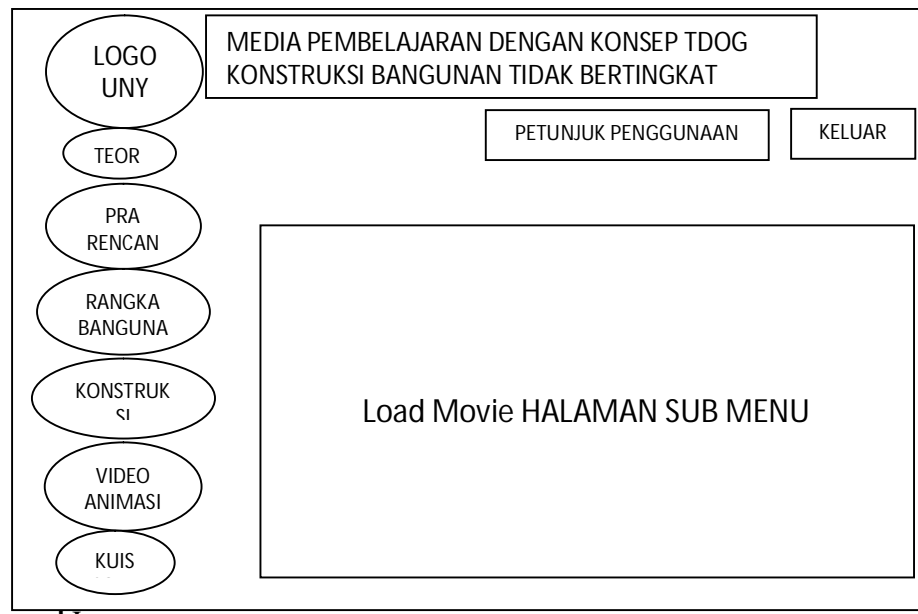 LOGO
UNY
MEDIA PEMBELAJARAN DENGAN KONSEP TDOG
KONSTRUKSI BANGUNAN TIDAK BERTINGKAT
PETUNJUK PENGGUNAAN
KELUAR
TEOR
PRA
RENCAN
RANGKA
BANGUNA
KONSTRUK
SI
VIDEO
ANIMASI
KUIS
Load Movie HALAMAN SUB MENU